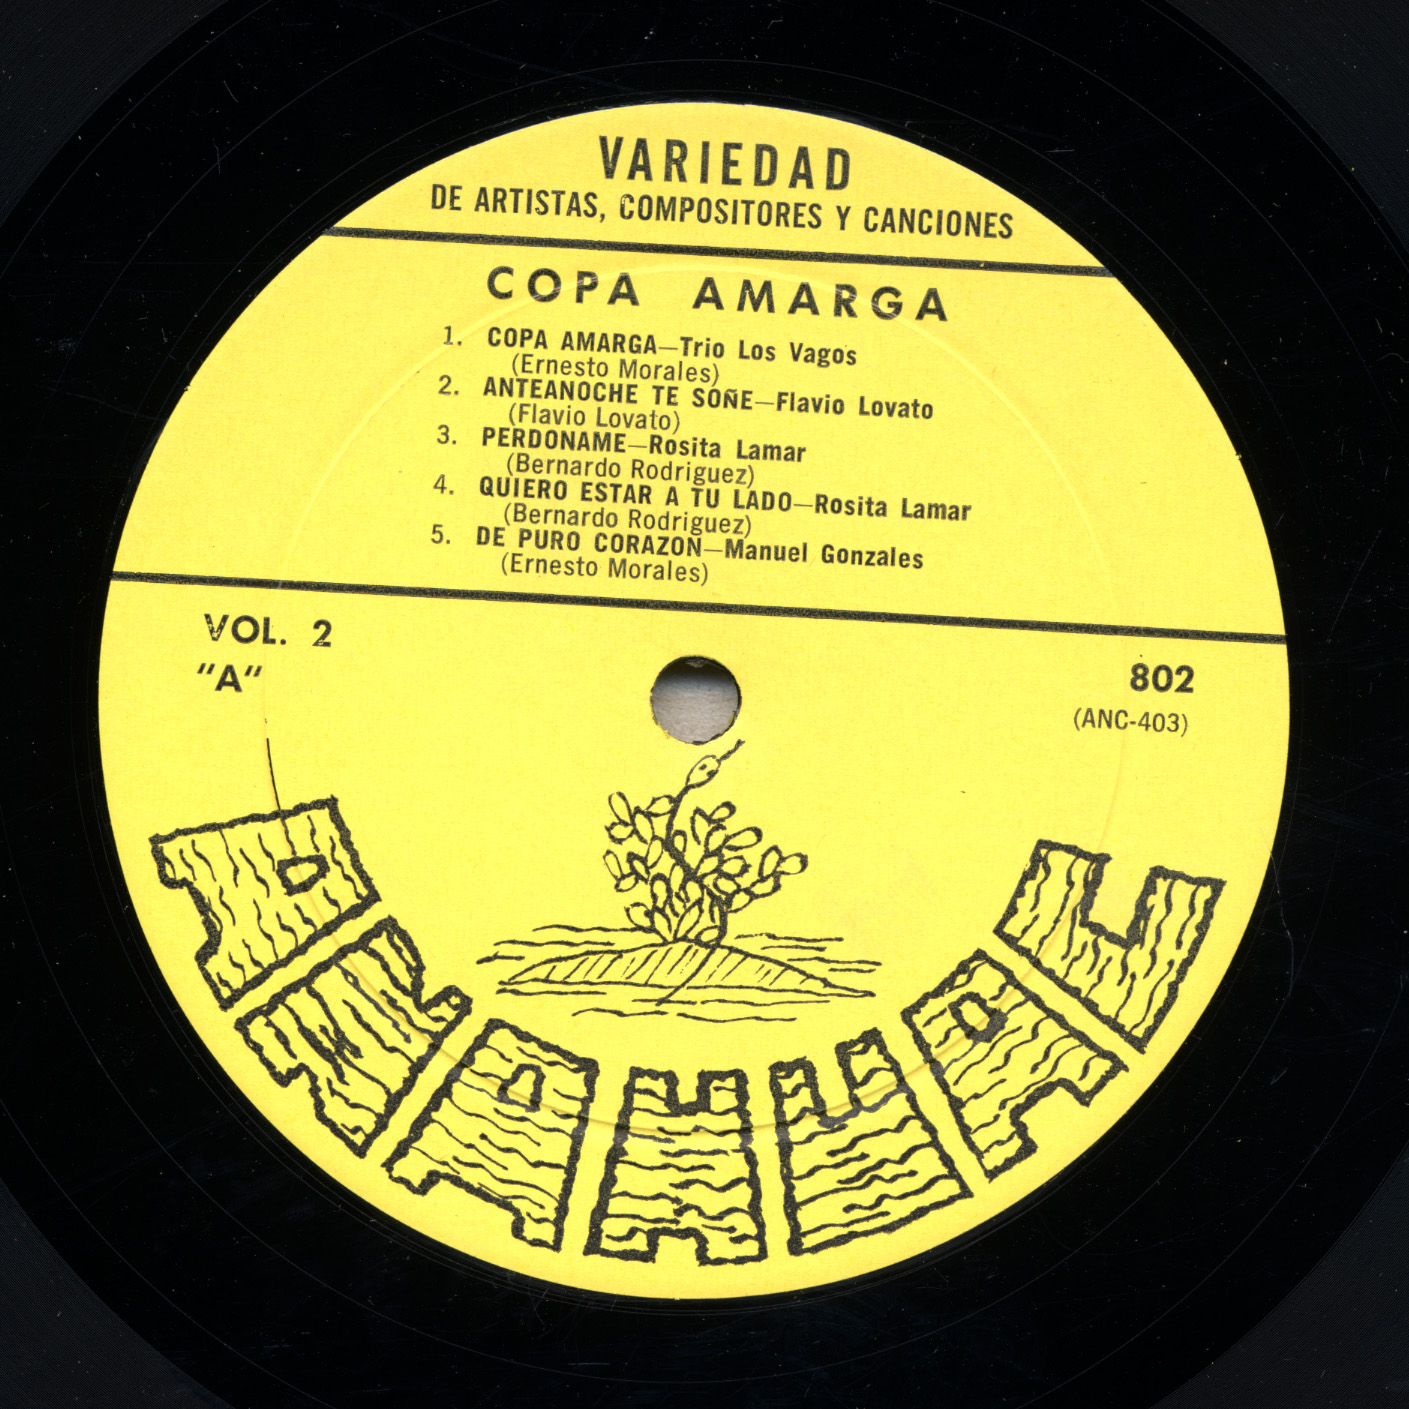 VARIEDAD
DE ARTISTAS, COMPOSITORES Y CANCIONES
COPA AMARGA
1. COPA AMARGA—Trio Los Vagos
(Ernesto Morales)
2. ANTEANOCHE TE SOÑE—Flavio Lovato
(Flavio Lovato)
3. PERDONAME—Rosita Lamar
(Bernardo Rodriguez)
4. QUIERO ESTAR A TU LADO—Rosita Lamar
(Bernardo Rodriguez)
5. DE PURO CORAZON—Manuel Gonzales
(Ernesto Morales)
VOL. 2
"A"
802
(ANC-403)
ANAHUAC